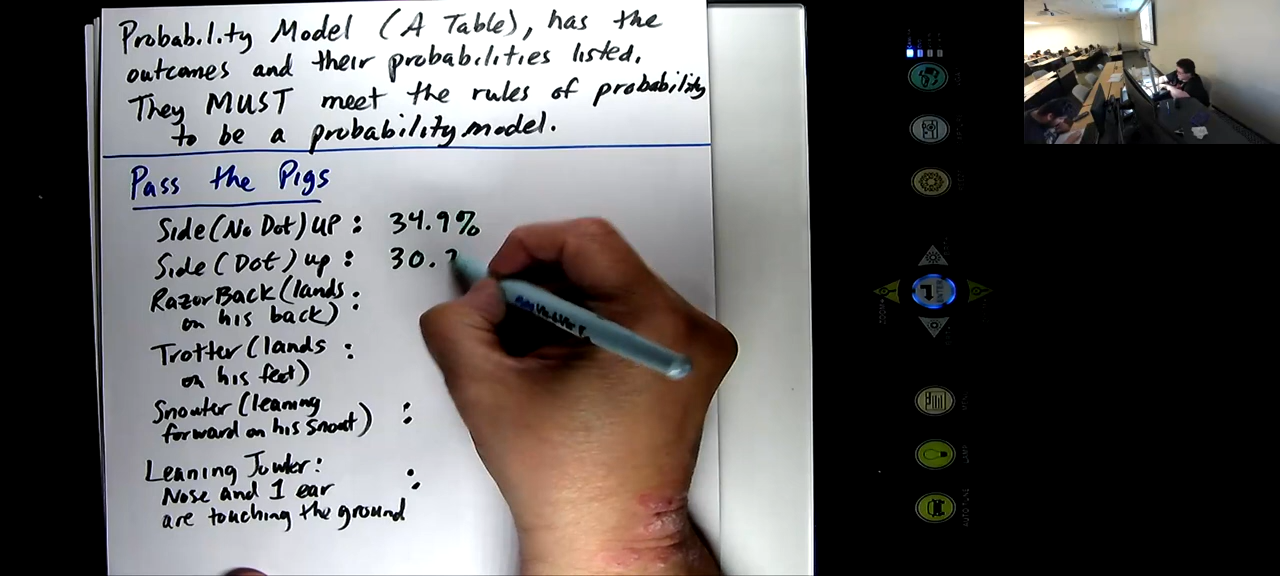 Probability Model (A Table), has the
outcomes and their probabilities listed.
They MUST meet the rules of probability
to be a probability model.
Pass the Pigs
Side (No Dot) up : 34.9%
Side (Dot) up : 30.
RazorBack (lands :
on his back)
Trotter (lands :
on his feet)
Snouter (leaning :
forward on his snout)
Leaning Jowler: :
Nose and 1 ear
are touching the ground